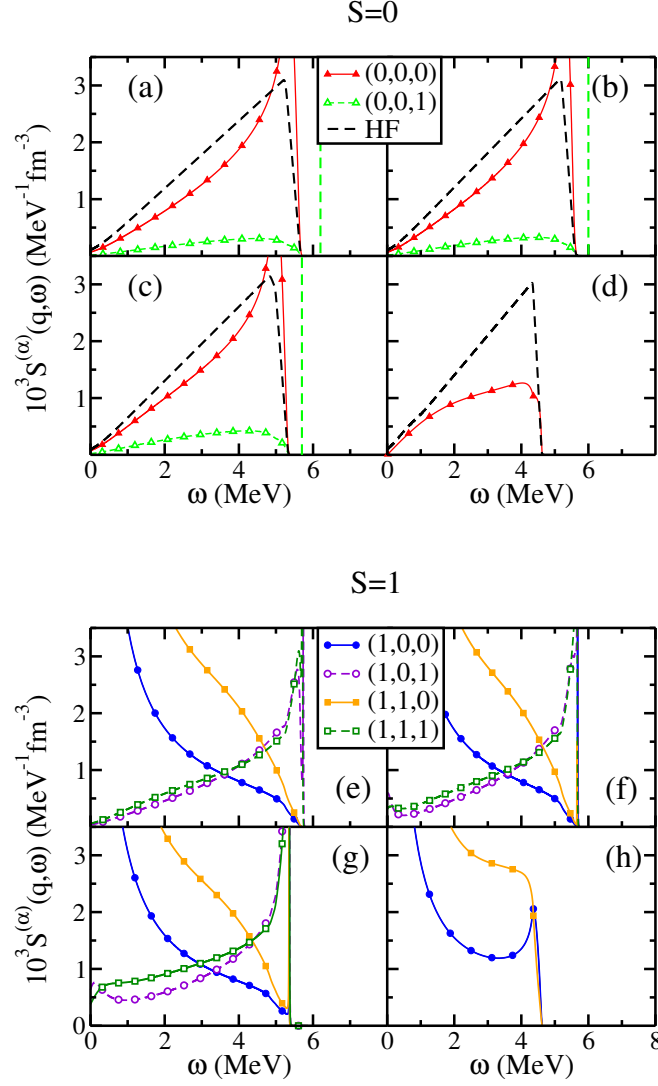 S=0
(a)
(0,0,0)
(0,0,1)
HF
(b)
(c)
(d)
3
2
1
0
3
2
1
0
10³S⁽ᵅ⁾(q,ω) (MeV⁻¹fm⁻³)
0 2 4 6
0 2 4 6 8
ω (MeV)
ω (MeV)
S=1
(1,0,0)
(1,0,1)
(1,1,0)
(1,1,1)
(e)
(f)
(g)
(h)
3
2
1
0
3
2
1
0
10³S⁽ᵅ⁾(q,ω) (MeV⁻¹fm⁻³)
0 2 4 6
0 2 4 6 8
ω (MeV)
ω (MeV)